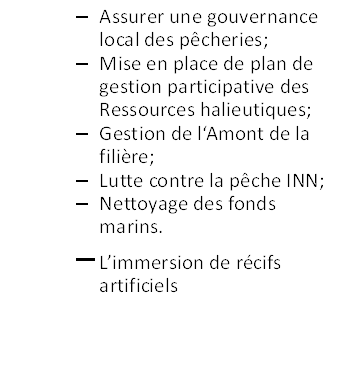 – Assurer une gouvernance
local des pêcheries;
– Mise en place de plan de
gestion participative des
Ressources halieutiques;
– Gestion de l‘Amont de la
filière;
– Lutte contre la pêche INN;
– Nettoyage des fonds
marins.
– L’immersion de récifs
artificiels